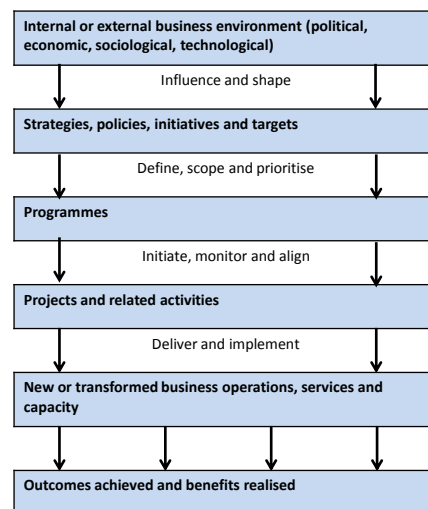 Internal or external business environment (political,
economic, sociological, technological)
Influence and shape
Strategies, policies, initiatives and targets
Define, scope and prioritise
Programmes
Initiate, monitor and align
Projects and related activities
Deliver and implement
New or transformed business operations, services and
capacity
Outcomes achieved and benefits realised